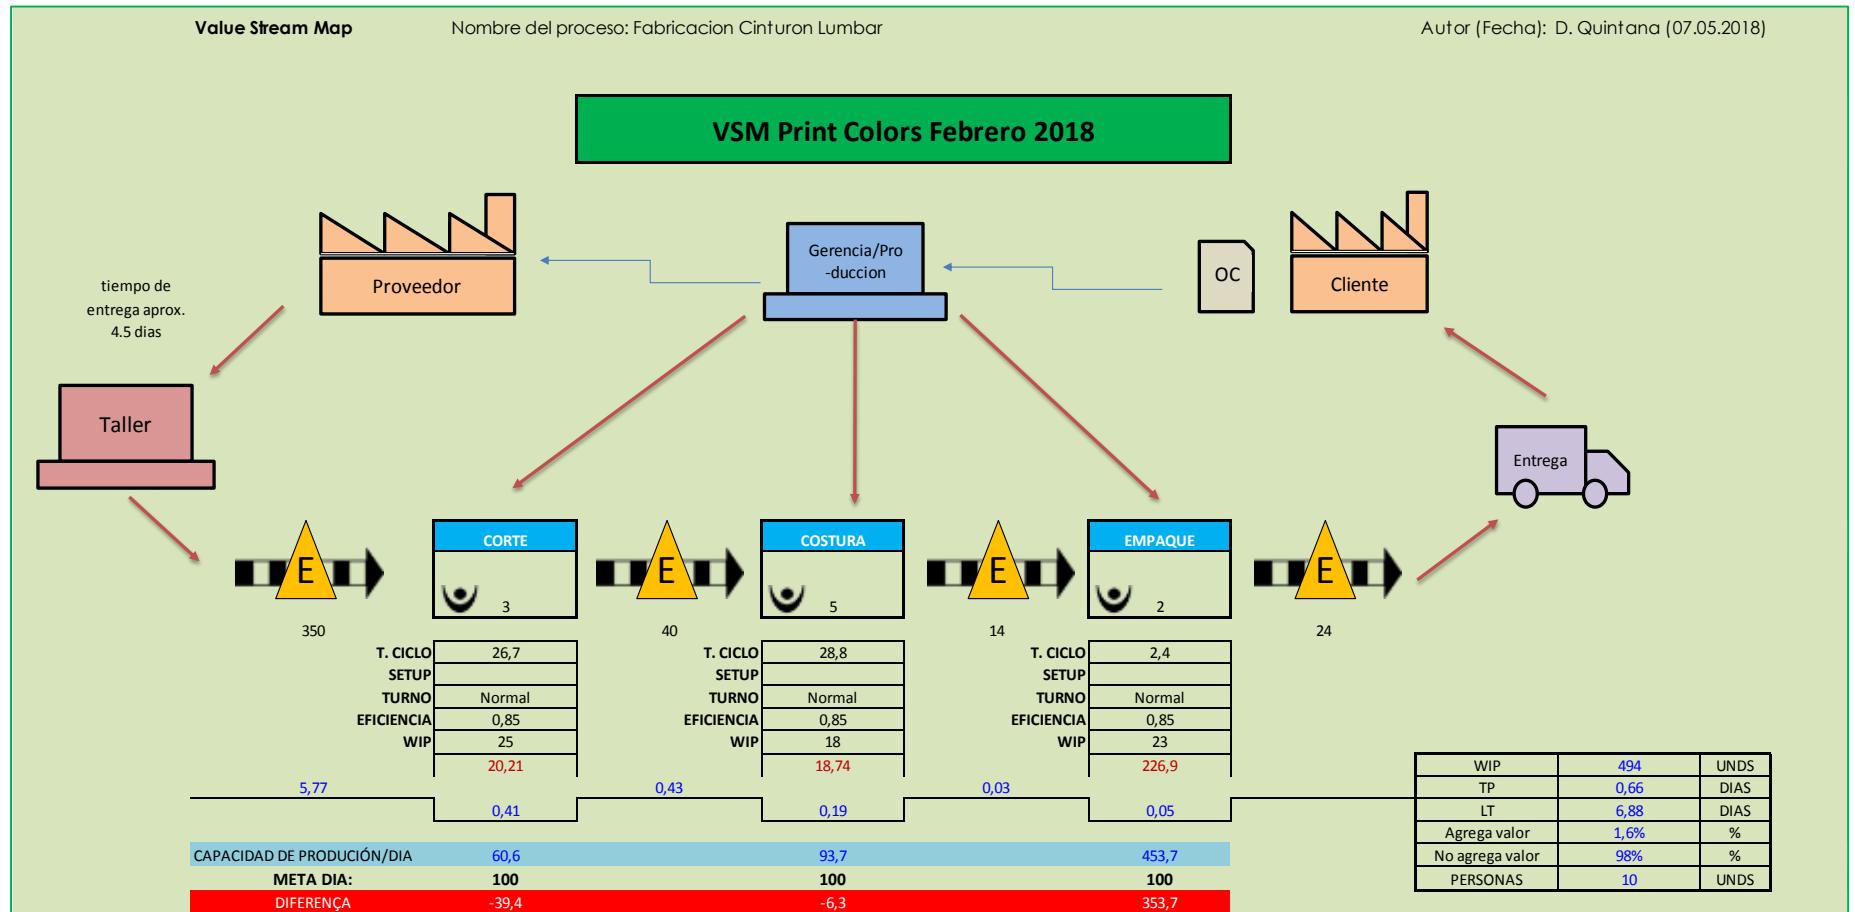 Value Stream Map Nombre del proceso: Fabricacion Cinturon Lumbar Autor (Fecha): D. Quintana (07.05.2018)
VSM Print Colors Febrero 2018
Gerencia/Pro
-duccion
OC
Proveedor
Cliente
tiempo de
entrega aprox.
4.5 dias
Taller
Entrega
CORTE COSTURA EMPAQUE
E E E E
3 5 2
350 40 14 24
T. CICLO 26,7 T. CICLO 28,8 T. CICLO 2,4
SETUP SETUP SETUP
TURNO Normal TURNO Normal TURNO Normal
EFICIENCIA 0,85 EFICIENCIA 0,85 EFICIENCIA 0,85
WIP 25 WIP 18 WIP 23
20,21 18,74 226,9
5,77 0,43 0,03
0,41 0,19 0,05
WIP 494 UNDS
TP 0,66 DIAS
LT 6,88 DIAS
Agrega valor 1,6% %
No agrega valor 98% %
PERSONAS 10 UNDS
CAPACIDAD DE PRODUCIÓN/DIA 60,6 93,7 453,7
META DIA: 100 100 100
DIFERENÇA -39,4 -6,3 353,7